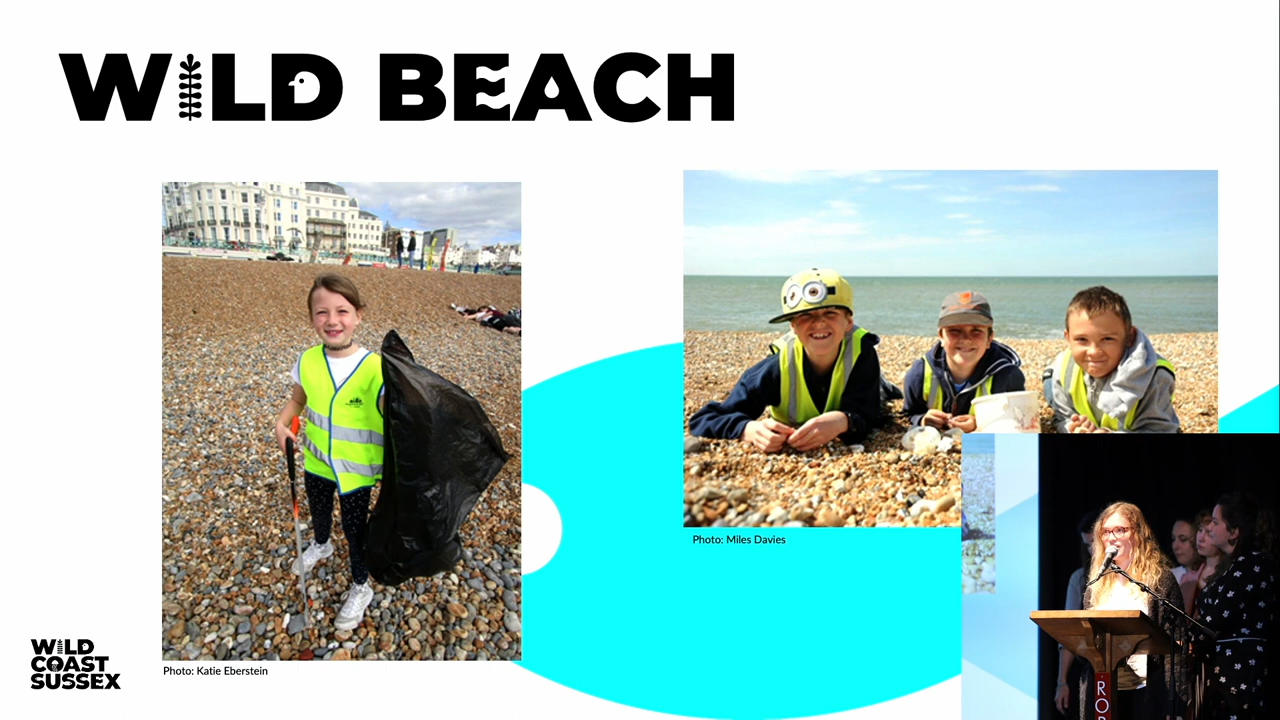 WILD BEACH
Photo: Miles Davies
Photo: Katie Eberstein
WILD
COAST
SUSSEX